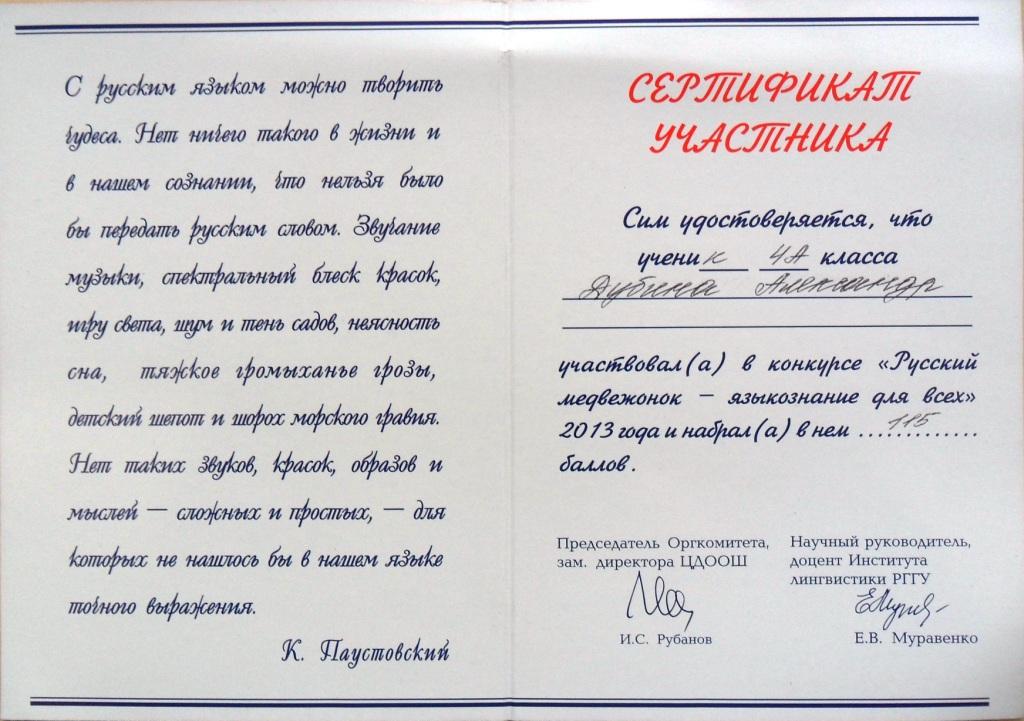 С русским языком можно творить
чудеса. Нет ничего такого в жизни и
в нашем сознании, что нельзя было
бы передать русским словом. Звучание
музыки, спектральный блеск красок,
игру света, шум и тень садов, неясность
сна, тяжкое громыханье грозы,
детский шепот и шорох морского гравия.
Нет таких звуков, красок, образов и
мыслей — сложных и простых, — для
которых не нашлось бы в нашем языке
точного выражения.
К. Паустовский
СЕРТИФИКАТ
УЧАСТНИКА
Сим удостоверяется, что
ученик 4А класса
Дубина Александр
участвовал(а) в конкурсе «Русский
медвежонок – языкознание для всех»
2013 года и набрал(а) в нем ...115...
баллов.
Председатель Оргкомитета,
зам. директора ЦДООШ
И.С. Рубанов
Научный руководитель,
доцент Института
лингвистики РГГУ
Е.В. Муравенко